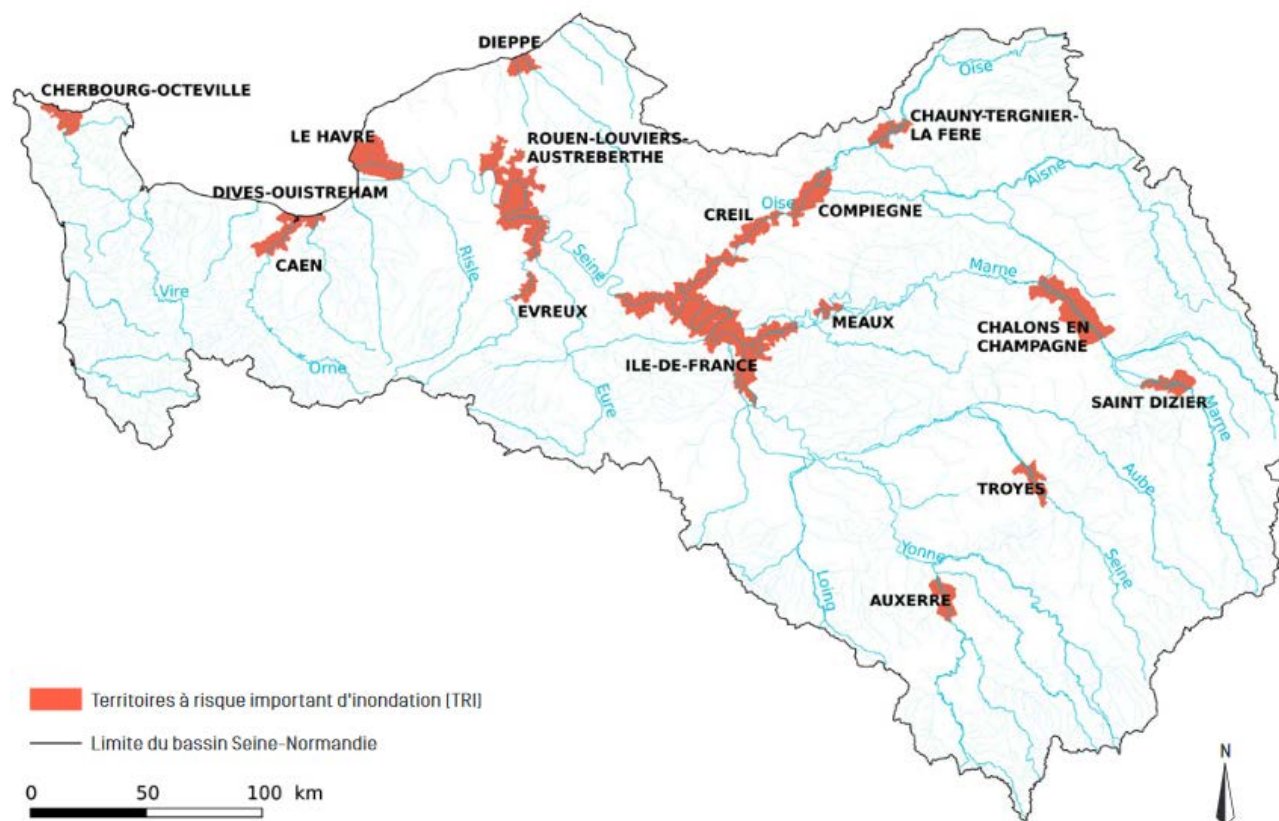 DIEPPE
Oise
CHERBOURG-OCTEVILLE
CHAUNY-TERGNIER-
LA FERE
LE HAVRE
ROUEN-LOUVIERS-
AUSTREBERTHE
Aisne
DIVES-OUISTREHAM
Oise
CREIL
COMPIEGNE
CAEN
Risle
Seine
Marne
Vire
EVREUX
MEAUX
CHALONS EN
CHAMPAGNE
Orne
ILE-DE-FRANCE
Eure
SAINT DIZIER
Marne
Aube
TROYES
Yonne
Seine
Loing
AUXERRE
Territoires à risque important d'inondation [TRI]
Limite du bassin Seine-Normandie
N
0 50 100 km